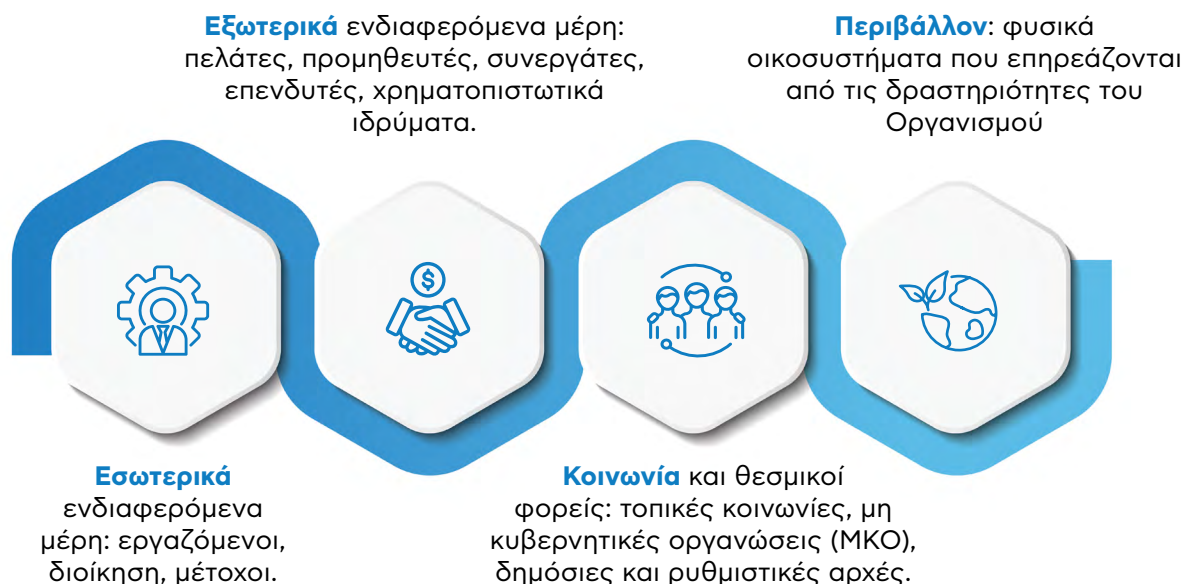 Εξωτερικά ενδιαφερόμενα μέρη:
πελάτες, προμηθευτές, συνεργάτες,
επενδυτές, χρηματοπιστωτικά
ιδρύματα.
Περιβάλλον: φυσικά
οικοσυστήματα που επηρεάζονται
από τις δραστηριότητες του
Οργανισμού
$
Εσωτερικά
ενδιαφερόμενα
μέρη: εργαζόμενοι,
διοίκηση, μέτοχοι.
Κοινωνία και θεσμικοί
φορείς: τοπικές κοινωνίες, μη
κυβερνητικές οργανώσεις (ΜΚΟ),
δημόσιες και ρυθμιστικές αρχές.